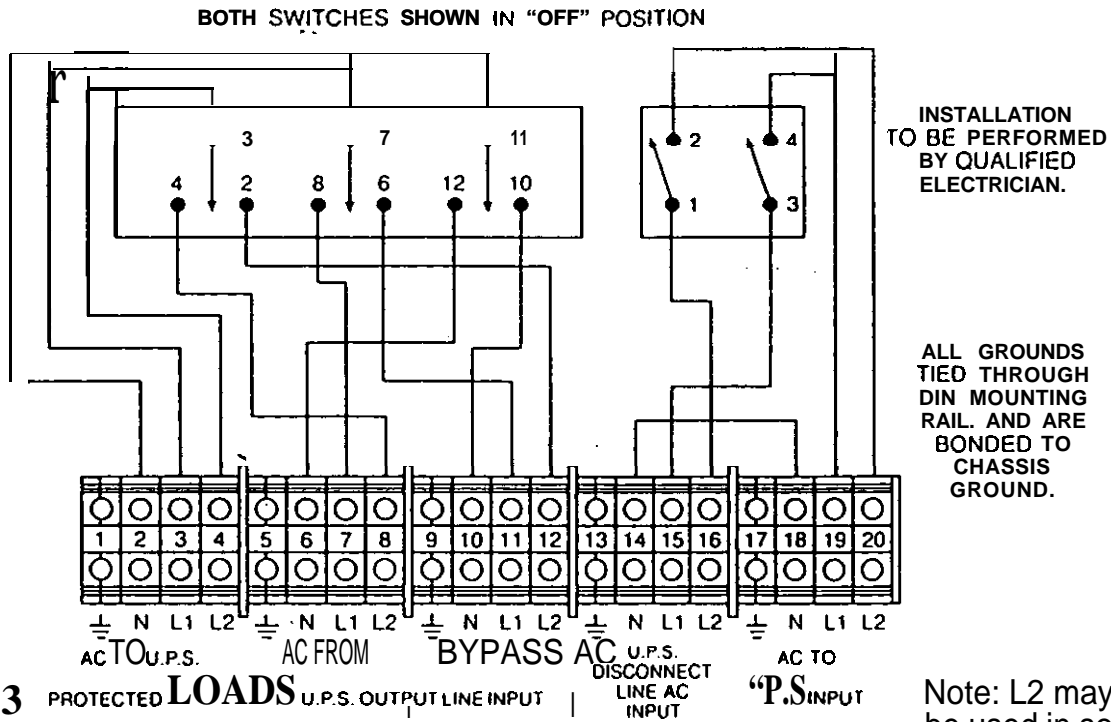 BOTH SWITCHES SHOWN IN “OFF” POSITION
r
3 7 11
4 2 8 6 12 10
2 4
1 3
INSTALLATION
TO BE PERFORMED
BY QUALIFIED
ELECTRICIAN.
ALL GROUNDS
TIED THROUGH
DIN MOUNTING
RAIL. AND ARE
BONDED TO
CHASSIS
GROUND.
1 2 3 4 5 6 7 8 9 10 11 12 13 14 15 16 17 18 19 20
N L1 L2 N L1 L2 N L1 L2 N L1 L2 N L1 L2
AC TO U.P.S. AC FROM BYPASS AC U.P.S. AC TO
DISCONNECT
3 PROTECTED LOADS U.P.S. OUTPUT LINE INPUT LINE AC “P.S INPUT
INPUT
Note: L2 may